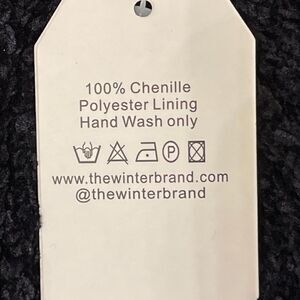 100% Chenille
Polyester Lining
Hand Wash only
P
www.thewinterbrand.com
@thewinterbrand